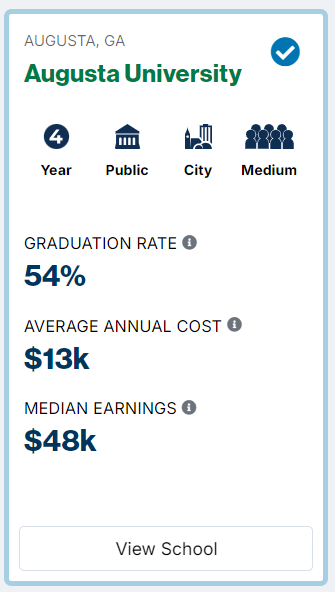 AUGUSTA, GA
Augusta University
4
Year Public City Medium
GRADUATION RATE i
54%
AVERAGE ANNUAL COST i
$13k
MEDIAN EARNINGS i
$48k
View School